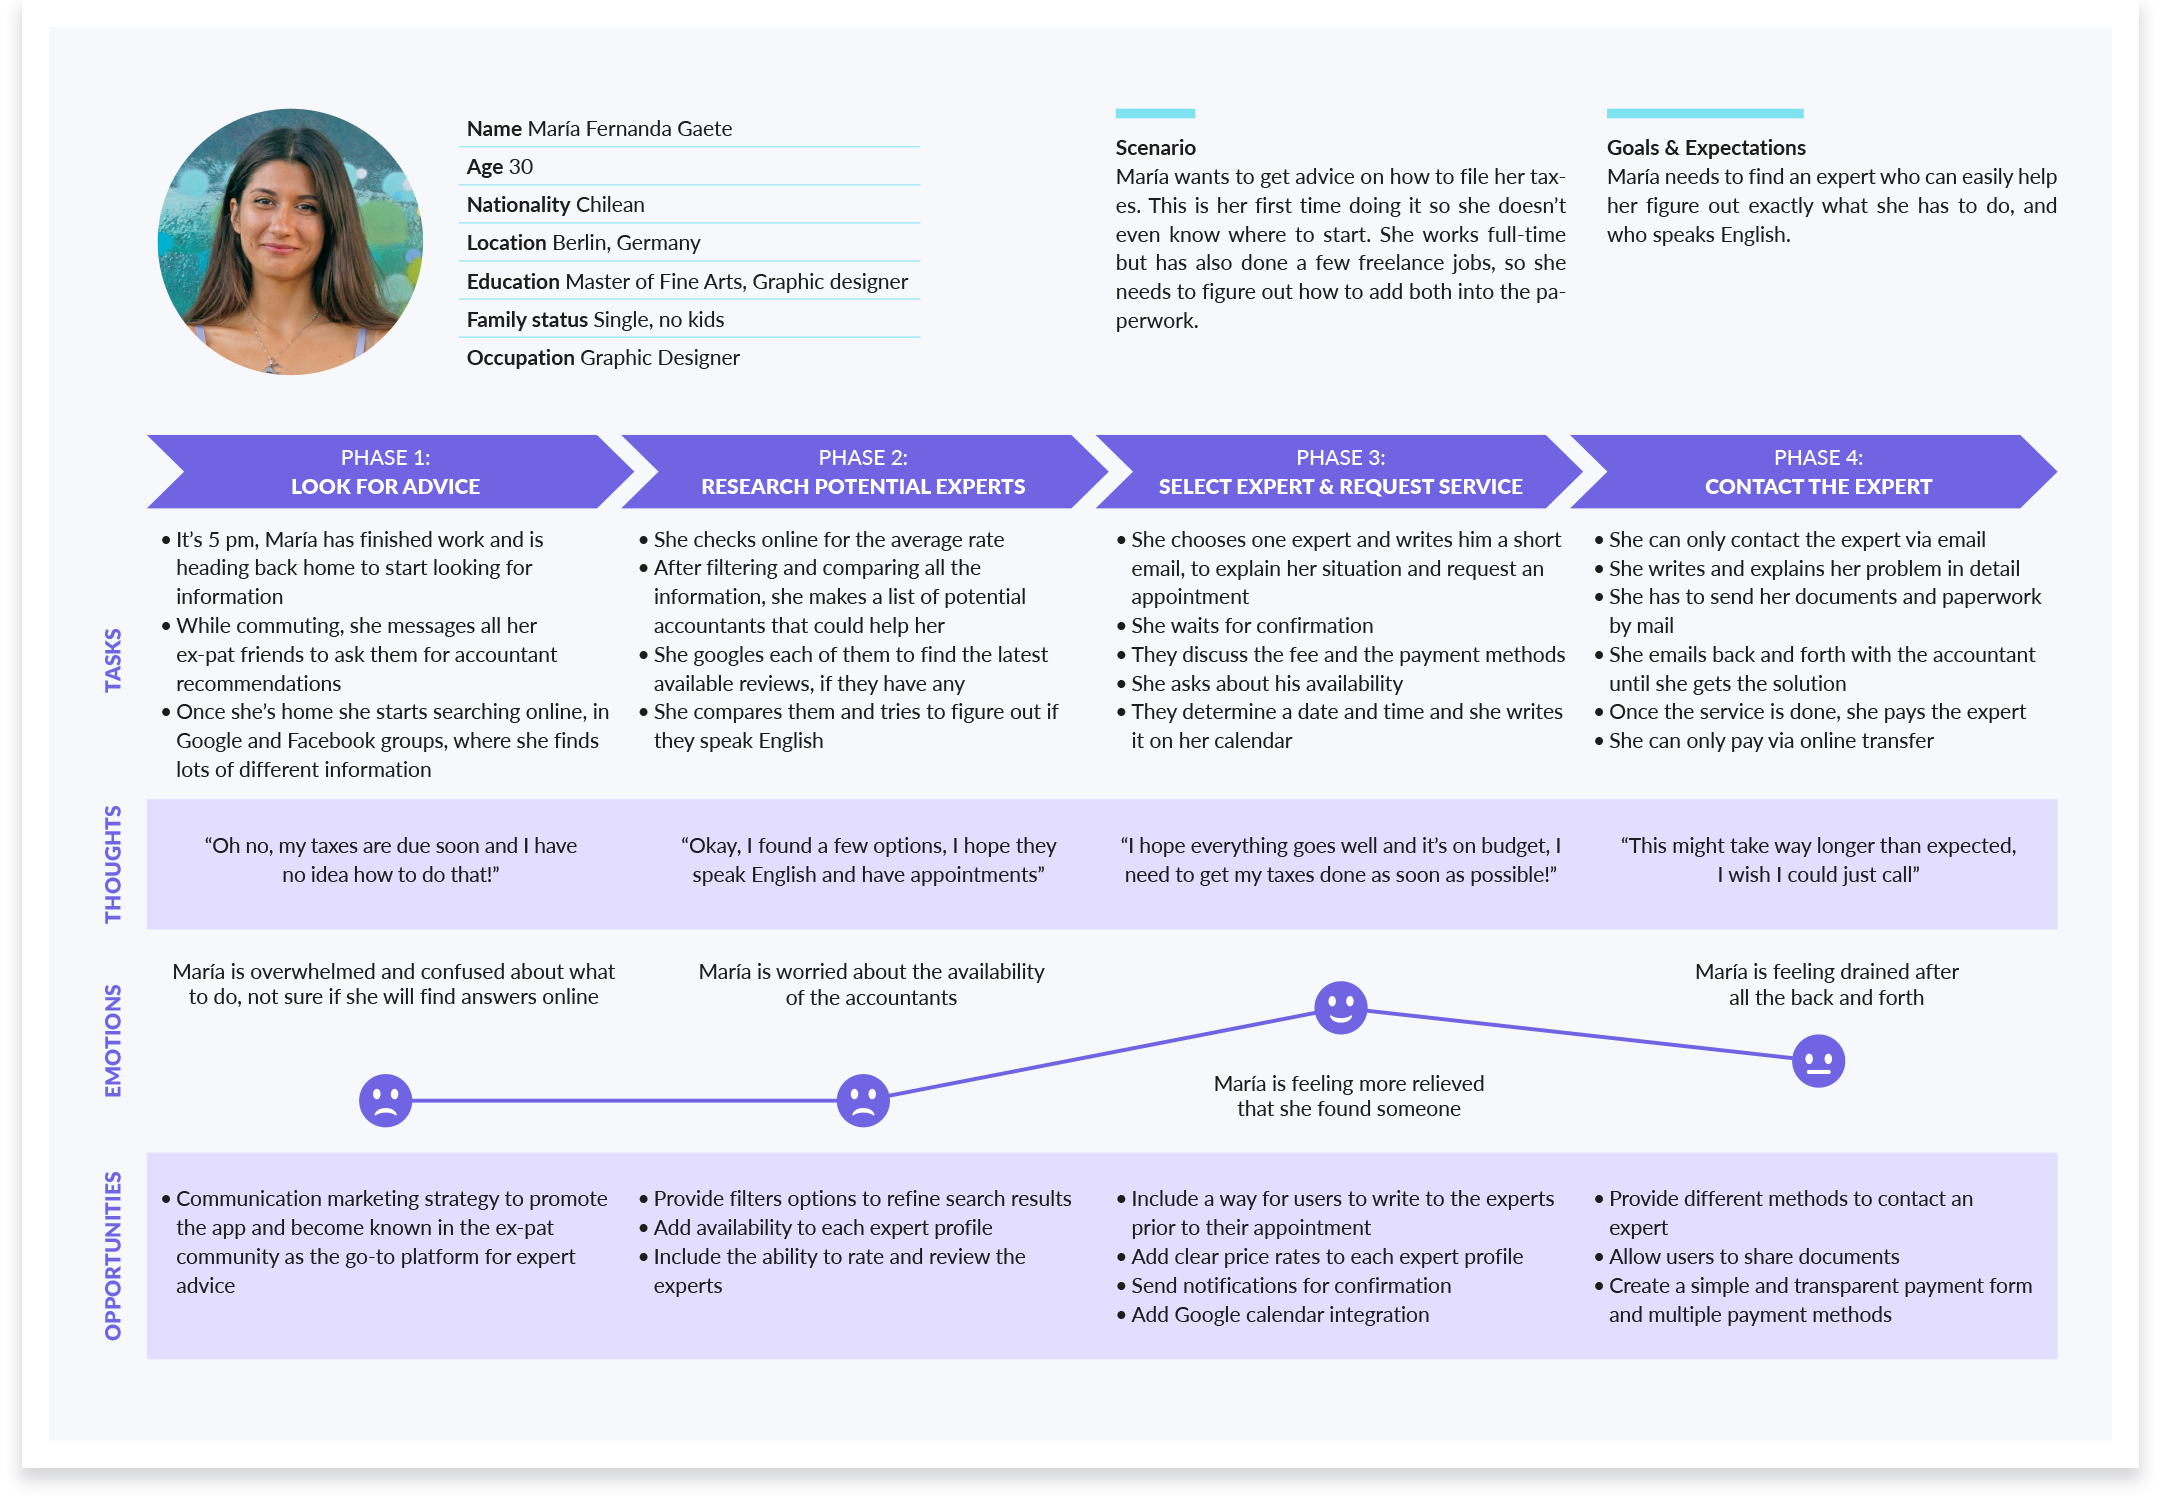 Name María Fernanda Gaete
Age 30
Nationality Chilean
Location Berlin, Germany
Education Master of Fine Arts, Graphic designer
Family status Single, no kids
Occupation Graphic Designer
Scenario
María wants to get advice on how to file her tax-
es. This is her first time doing it so she doesn’t
even know where to start. She works full-time
but has also done a few freelance jobs, so she
needs to figure out how to add both into the pa-
perwork.
Goals & Expectations
María needs to find an expert who can easily help
her figure out exactly what she has to do, and
who speaks English.
PHASE 1:
LOOK FOR ADVICE
PHASE 2:
RESEARCH POTENTIAL EXPERTS
PHASE 3:
SELECT EXPERT & REQUEST SERVICE
PHASE 4:
CONTACT THE EXPERT
TASKS
• It’s 5 pm, María has finished work and is
heading back home to start looking for
information
• While commuting, she messages all her
ex-pat friends to ask them for accountant
recommendations
• Once she’s home she starts searching online, in
Google and Facebook groups, where she finds
lots of different information
• She checks online for the average rate
• After filtering and comparing all the
information, she makes a list of potential
accountants that could help her
• She googles each of them to find the latest
available reviews, if they have any
• She compares them and tries to figure out if
they speak English
• She chooses one expert and writes him a short
email, to explain her situation and request an
appointment
• She waits for confirmation
• They discuss the fee and the payment methods
• She asks about his availability
• They determine a date and time and she writes
it on her calendar
• She can only contact the expert via email
• She writes and explains her problem in detail
• She has to send her documents and paperwork
by mail
• She emails back and forth with the accountant
until she gets the solution
• Once the service is done, she pays the expert
• She can only pay via online transfer
THOUGHTS
“Oh no, my taxes are due soon and I have
no idea how to do that!”
“Okay, I found a few options, I hope they
speak English and have appointments”
“I hope everything goes well and it’s on budget, I
need to get my taxes done as soon as possible!”
“This might take way longer than expected,
I wish I could just call”
EMOTIONS
María is overwhelmed and confused about what
to do, not sure if she will find answers online
María is worried about the availability
of the accountants
María is feeling more relieved
that she found someone
María is feeling drained after
all the back and forth
OPPORTUNITIES
• Communication marketing strategy to promote
the app and become known in the ex-pat
community as the go-to platform for expert
advice
• Provide filters options to refine search results
• Add availability to each expert profile
• Include the ability to rate and review the
experts
• Include a way for users to write to the experts
prior to their appointment
• Add clear price rates to each expert profile
• Send notifications for confirmation
• Add Google calendar integration
• Provide different methods to contact an
expert
• Allow users to share documents
• Create a simple and transparent payment form
and multiple payment methods